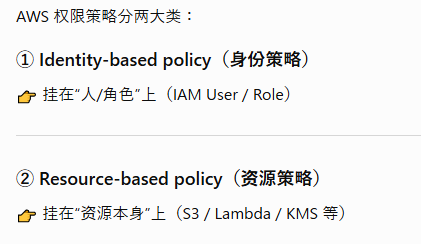 AWS 权限策略分两大类：
① Identity-based policy（身份策略）
👉 挂在“人/角色”上（IAM User / Role）
② Resource-based policy（资源策略）
👉 挂在“资源本身”上（S3 / Lambda / KMS 等）